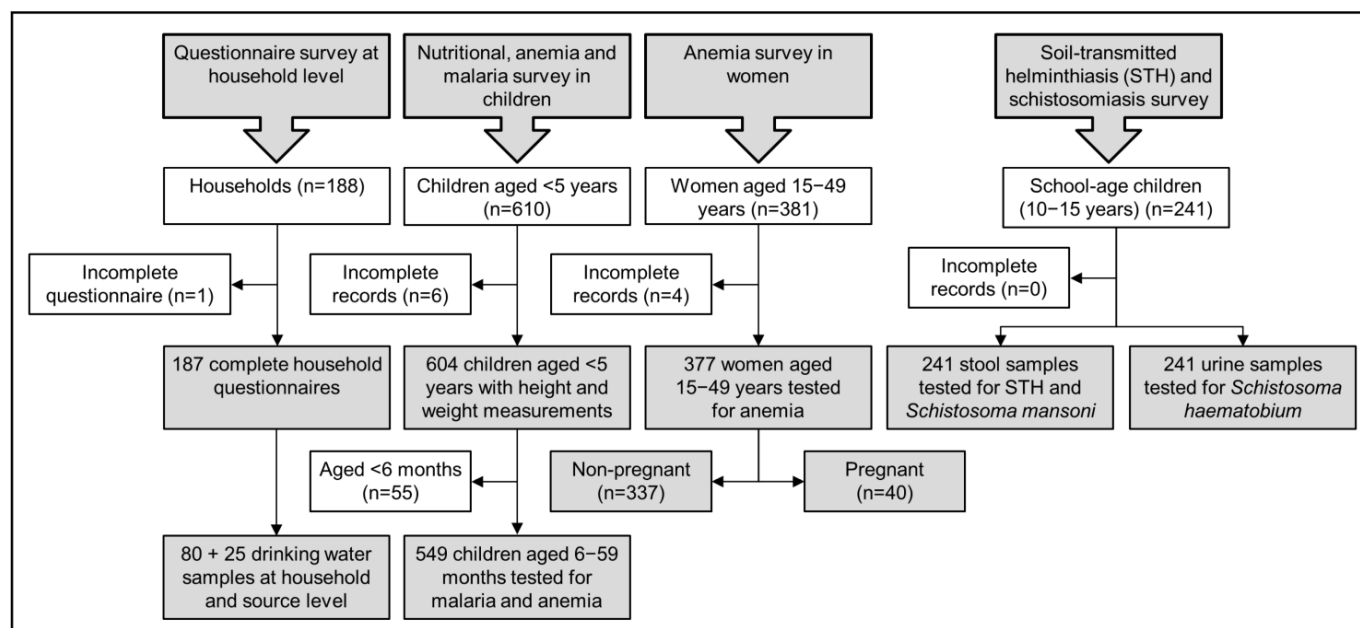 Questionnaire survey at
household level
Nutritional, anemia and
malaria survey in
children
Anemia survey in
women
Soil-transmitted
helminthiasis (STH) and
schistosomiasis survey
Households (n=188)
Children aged <5 years
(n=610)
Women aged 15−49
years (n=381)
School-age children
(10−15 years) (n=241)
Incomplete
questionnaire (n=1)
Incomplete
records (n=6)
Incomplete
records (n=4)
Incomplete
records (n=0)
187 complete household
questionnaires
604 children aged <5
years with height and
weight measurements
377 women aged
15−49 years tested
for anemia
241 stool samples
tested for STH and
Schistosoma mansoni
241 urine samples
tested for Schistosoma
haematobium
Aged <6 months
(n=55)
Non-pregnant
(n=337)
Pregnant
(n=40)
80 + 25 drinking water
samples at household
and source level
549 children aged 6−59
months tested for
malaria and anemia